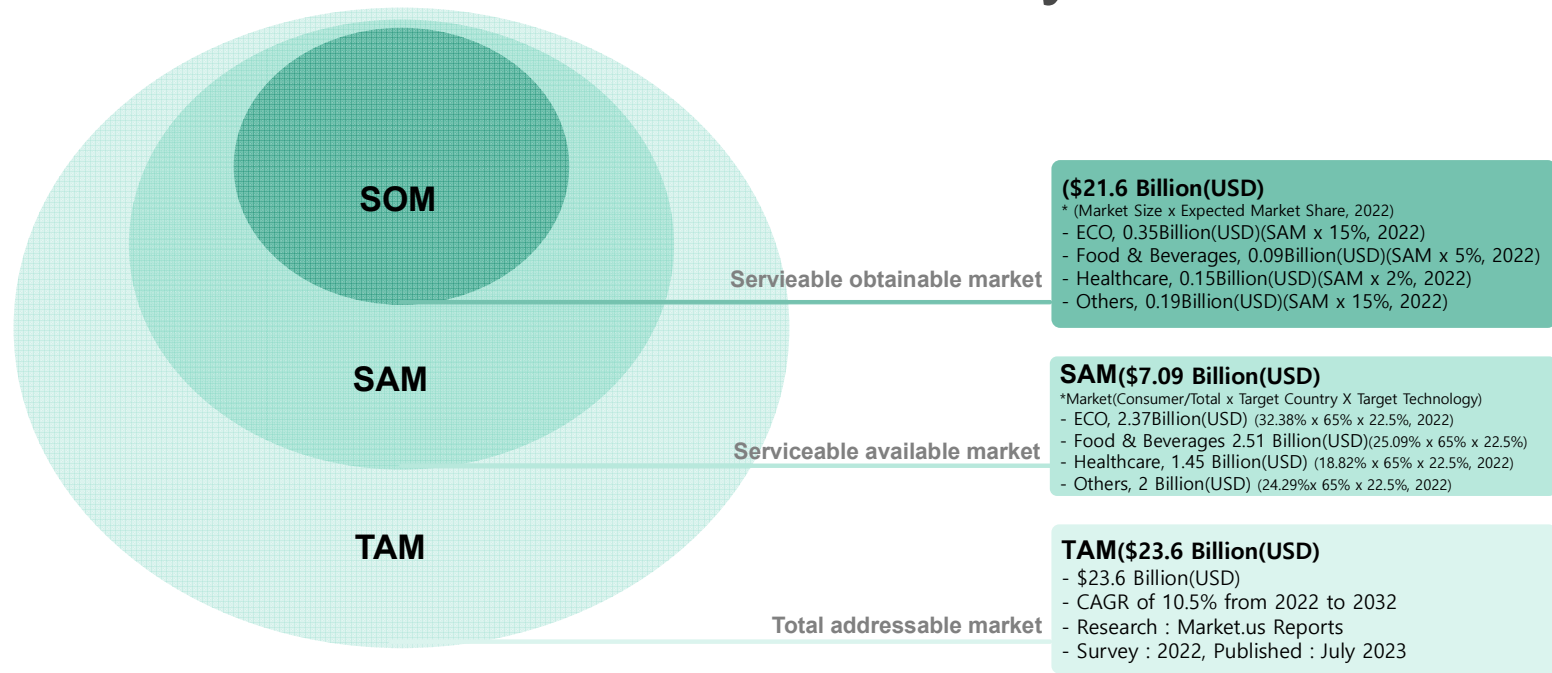 SOM
SAM
TAM
Servieable obtainable market
($21.6 Billion(USD)
* (Market Size x Expected Market Share, 2022)
- ECO, 0.35Billion(USD)(SAM x 15%, 2022)
- Food & Beverages, 0.09Billion(USD)(SAM x 5%, 2022)
- Healthcare, 0.15Billion(USD)(SAM x 2%, 2022)
- Others, 0.19Billion(USD)(SAM x 15%, 2022)
Serviceable available market
SAM($7.09 Billion(USD)
*Market(Consumer/Total x Target Country X Target Technology)
- ECO, 2.37Billion(USD) (32.38% x 65% x 22.5%, 2022)
- Food & Beverages 2.51 Billion(USD)(25.09% x 65% x 22.5%)
- Healthcare, 1.45 Billion(USD) (18.82% x 65% x 22.5%, 2022)
- Others, 2 Billion(USD) (24.29%x 65% x 22.5%, 2022)
Total addressable market
TAM($23.6 Billion(USD)
- $23.6 Billion(USD)
- CAGR of 10.5% from 2022 to 2032
- Research : Market.us Reports
- Survey : 2022, Published : July 2023